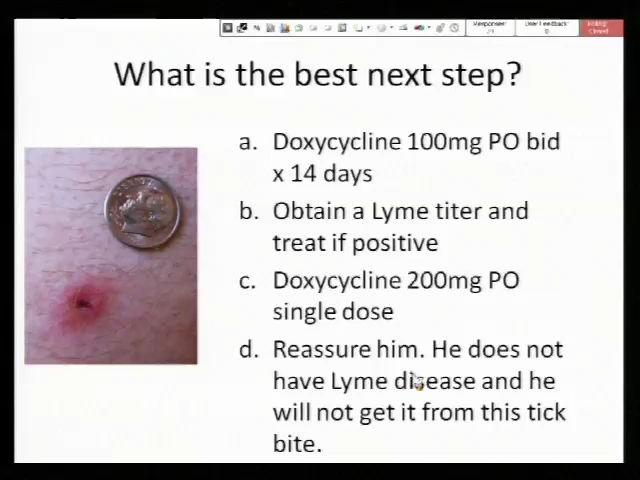 What is the best next step?
a. Doxycycline 100mg PO bid
x 14 days
b. Obtain a Lyme titer and
treat if positive
c. Doxycycline 200mg PO
single dose
d. Reassure him. He does not
have Lyme disease and he
will not get it from this tick
bite.